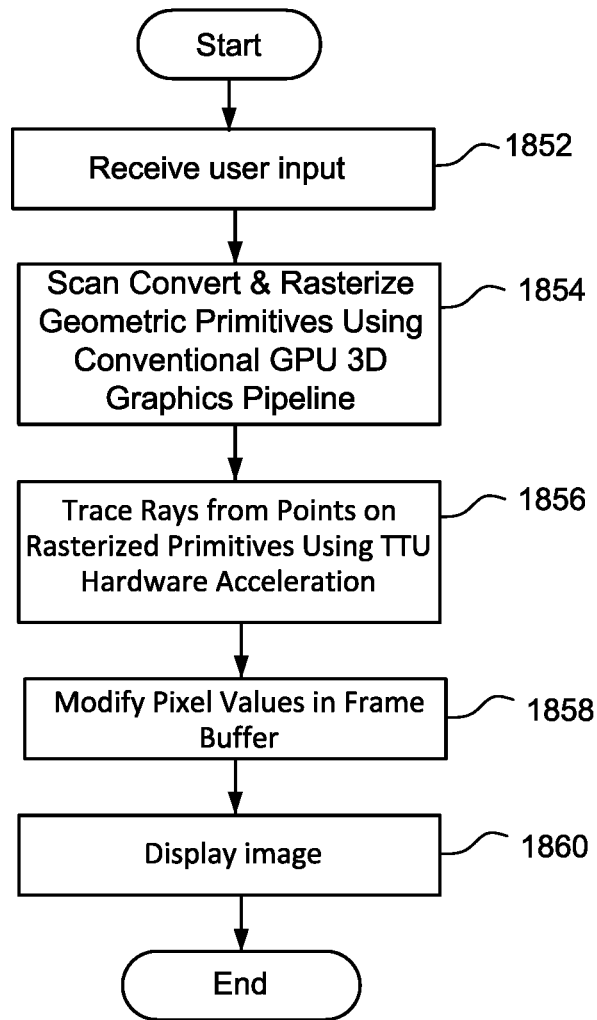 Start
Receive user input
1852
Scan Convert & Rasterize
Geometric Primitives Using
Conventional GPU 3D
Graphics Pipeline
1854
Trace Rays from Points on
Rasterized Primitives Using TTU
Hardware Acceleration
1856
Modify Pixel Values in Frame
Buffer
1858
Display image
1860
End